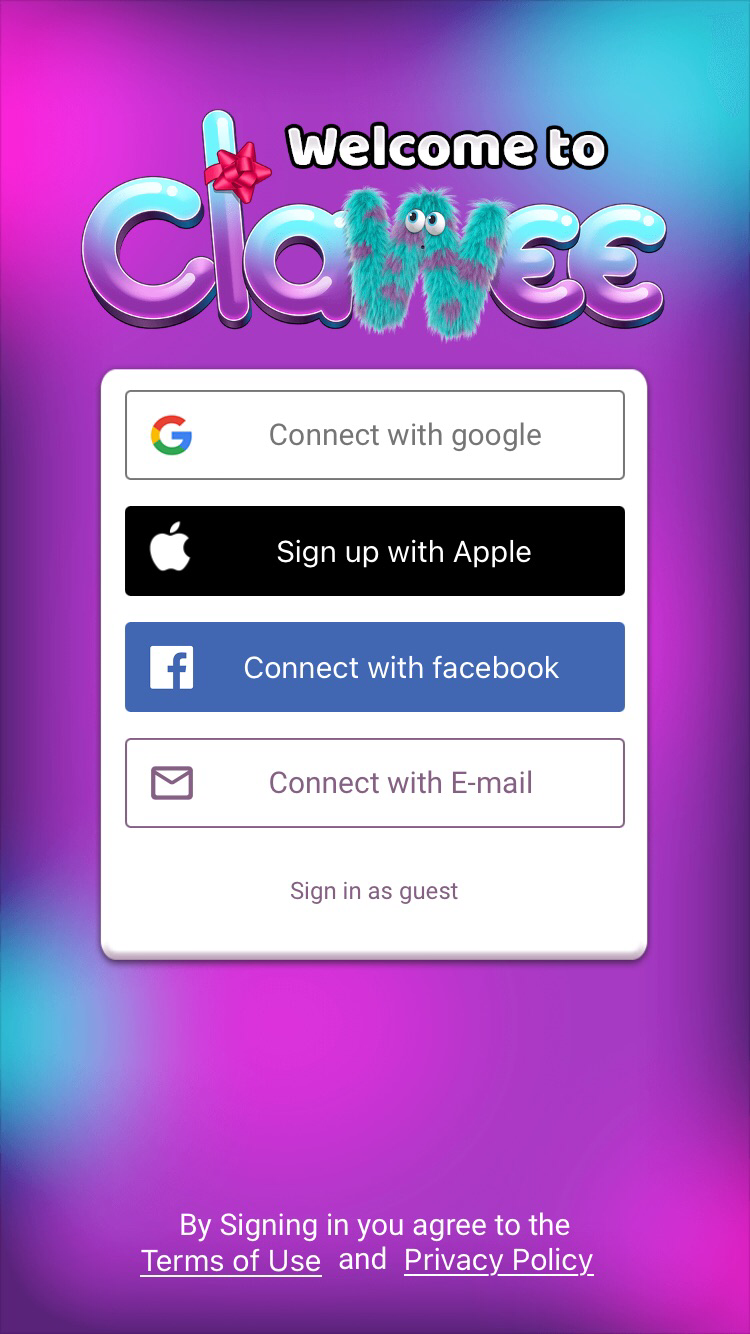 Welcome to
Clawee
Connect with google
Sign up with Apple
Connect with facebook
Connect with E-mail
Sign in as guest
By Signing in you agree to the
Terms of Use and Privacy Policy